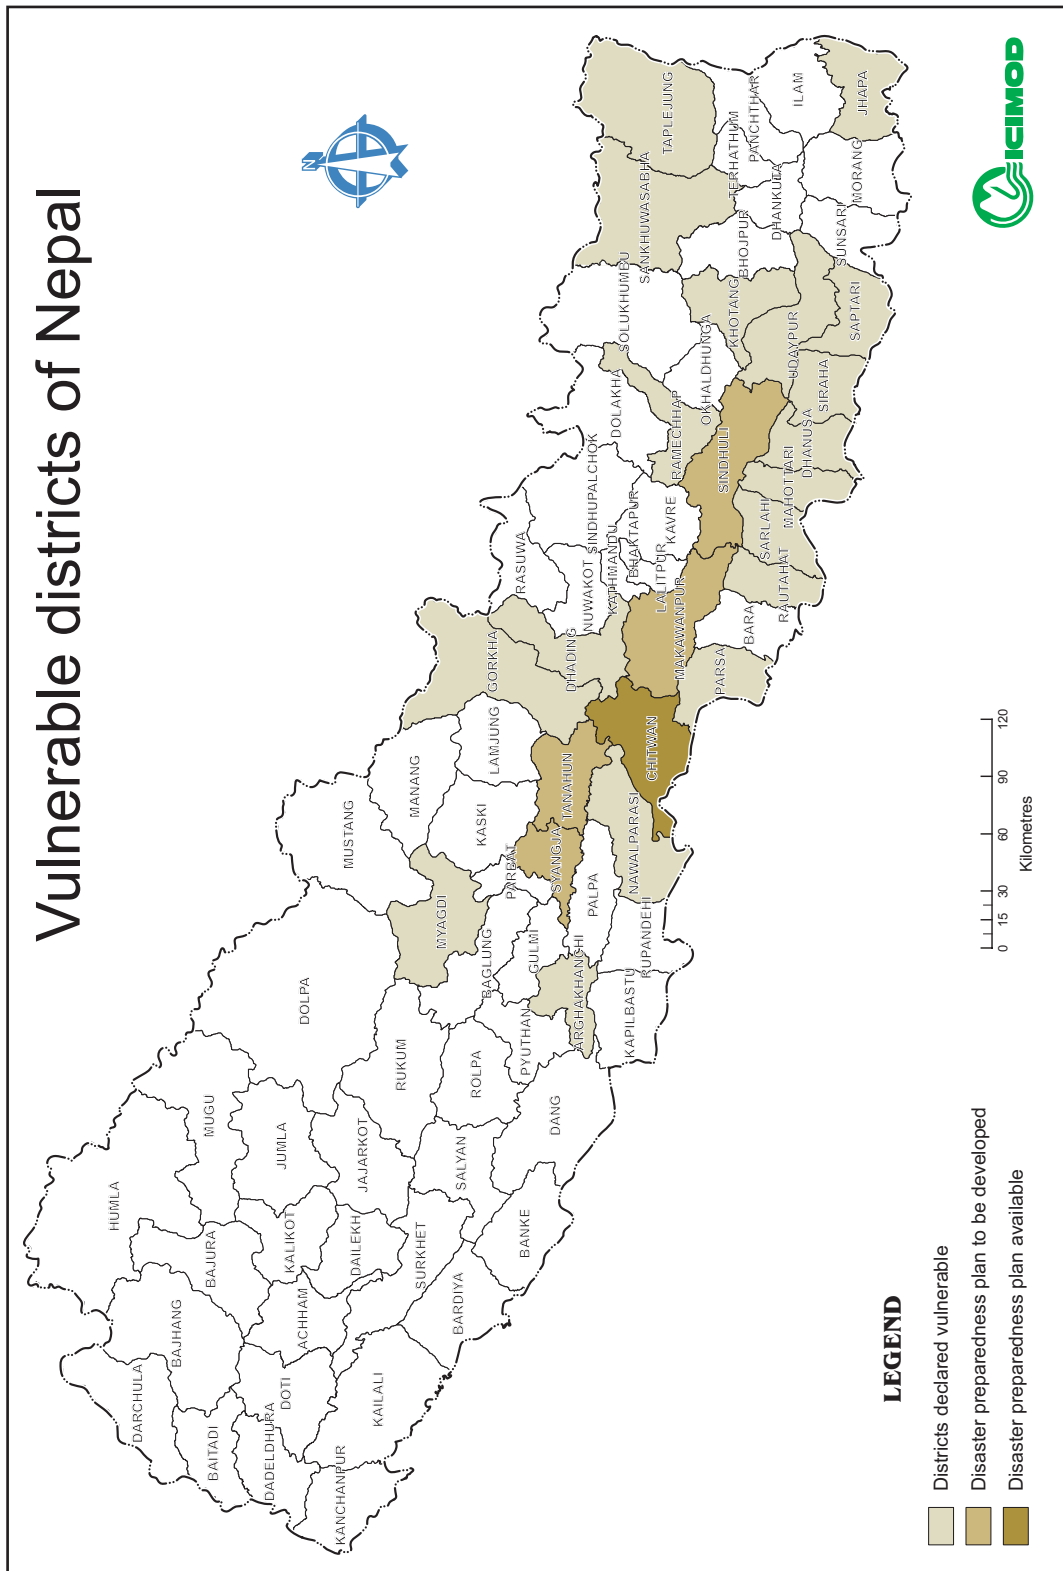 Vulnerable districts of Nepal
N
DARCHULA
BAJHANG
HUMLA
BAITADI
BAJURA
MUGU
DADELDHURA
DOTI
ACHHAM
KALIKOT
JUMLA
DOLPA
KANCHANPUR
KAILALI
DAILEKH
JAJARKOT
RUKUM
MUSTANG
BARDIYA
SURKHET
SALYAN
ROLPA
MYAGDI
MANANG
BANKE
DANG
PYUTHAN
BAGLUNG
GULMI
PARBAT
KASKI
LAMJUNG
GORKHA
ARGHAKHANCHI
SYANGJA
TANAHUN
DHADING
RASUWA
KAPILBASTU
RUPANDEHI
PALPA
NAWALPARASI
CHITWAN
NUWAKOT
SINDHUPALCHOK
KATHMANDU
BHAKTAPUR
LALITPUR
KAVRE
DOLAKHA
MAKAWANPUR
PARSA
BARA
RAUTAHAT
SARLAHI
MAHOTTARI
DHANUSA
SINDHULI
RAMECHHAP
OKHALDHUNGA
SOLUKHUMBU
SANKHUWASABHA
TAPLEJUNG
KHOTANG
BHOJPUR
TERHATHUM
PANCHTHAR
DHANKUTA
ILAM
UDAYPUR
SIRAHA
SAPTARI
SUNSARI
MORANG
JHAPA
0 15 30 60 90 120
Kilometres
LEGEND
Districts declared vulnerable
Disaster preparedness plan to be developed
Disaster preparedness plan available
ICIMOD